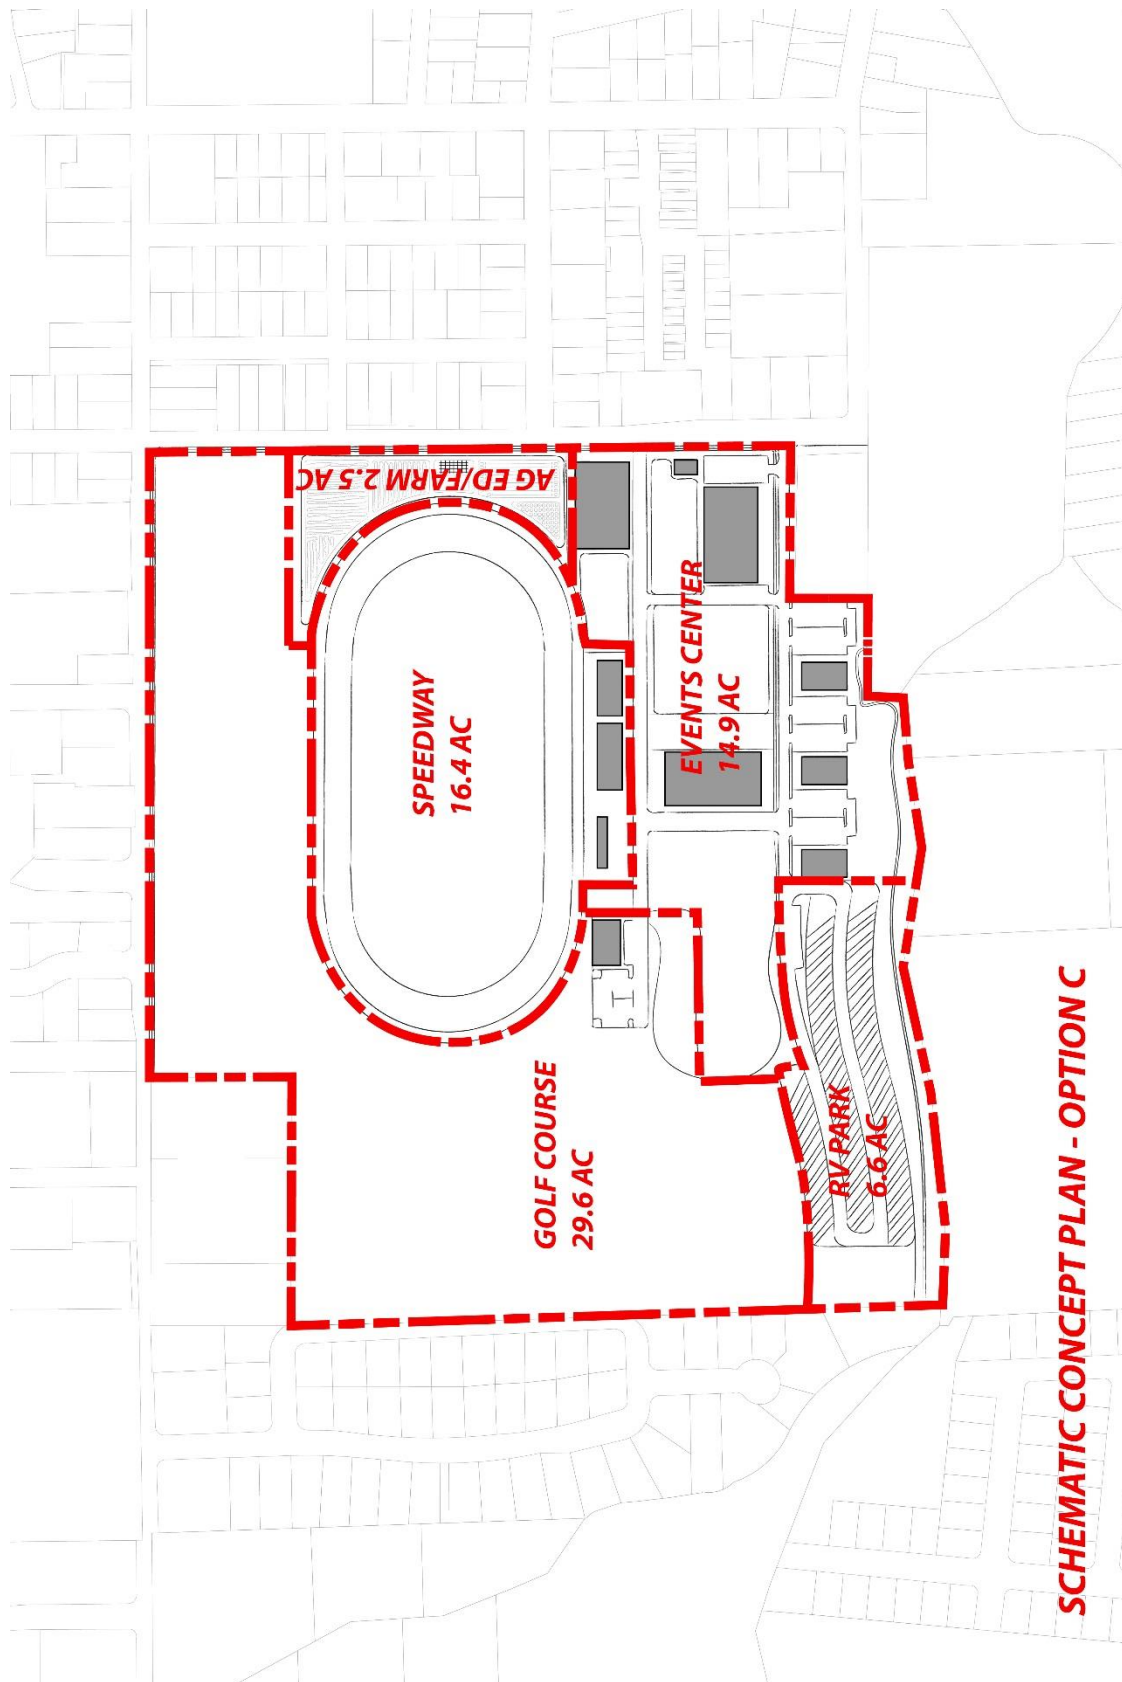 AG ED/FARM 2.5 AC
SPEEDWAY
16.4 AC
EVENTS CENTER
14.9 AC
GOLF COURSE
29.6 AC
RV PARK
6.6 AC
SCHEMATIC CONCEPT PLAN - OPTION C